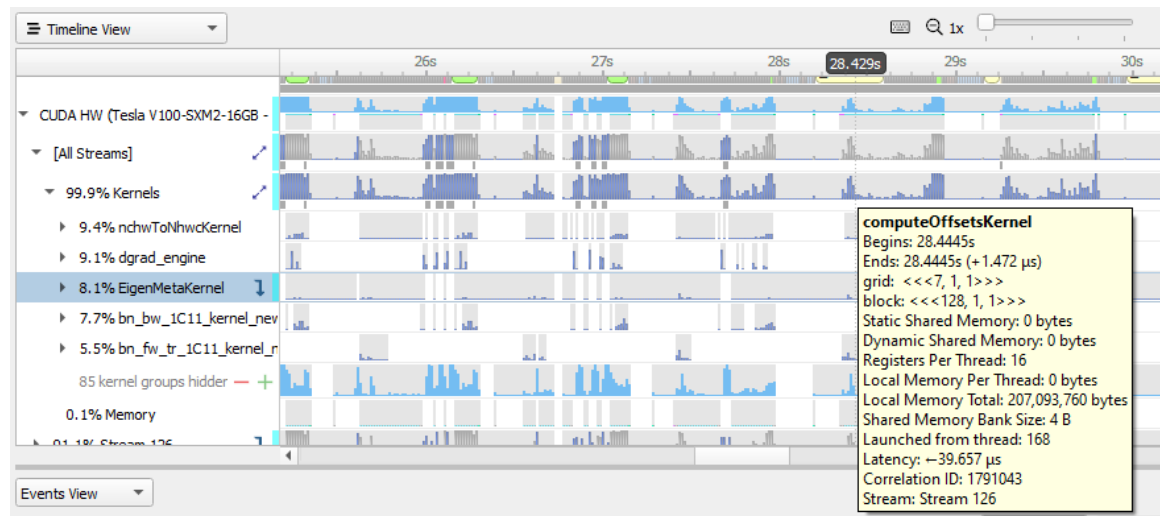 Timeline View
1x
26s
27s
28s
28.429s
29s
30s
CUDA HW (Tesla V100-SXM2-16GB -
[All Streams]
99.9% Kernels
9.4% nchwToNhwcKernel
9.1% dgrad_engine
8.1% EigenMetaKernel
7.7% bn_bw_1C11_kernel_nev
5.5% bn_fw_tr_1C11_kernel_r
85 kernel groups hidder
0.1% Memory
91.1% Stream 126
computeOffsetsKernel
Begins: 28.4445s
Ends: 28.4445s (+1.472 μs)
grid: <<<7, 1, 1>>>
block: <<<128, 1, 1>>>
Static Shared Memory: 0 bytes
Dynamic Shared Memory: 0 bytes
Registers Per Thread: 16
Local Memory Per Thread: 0 bytes
Local Memory Total: 207,093,760 bytes
Shared Memory Bank Size: 4 B
Launched from thread: 168
Latency: ←39.657 μs
Correlation ID: 1791043
Stream: Stream 126
Events View